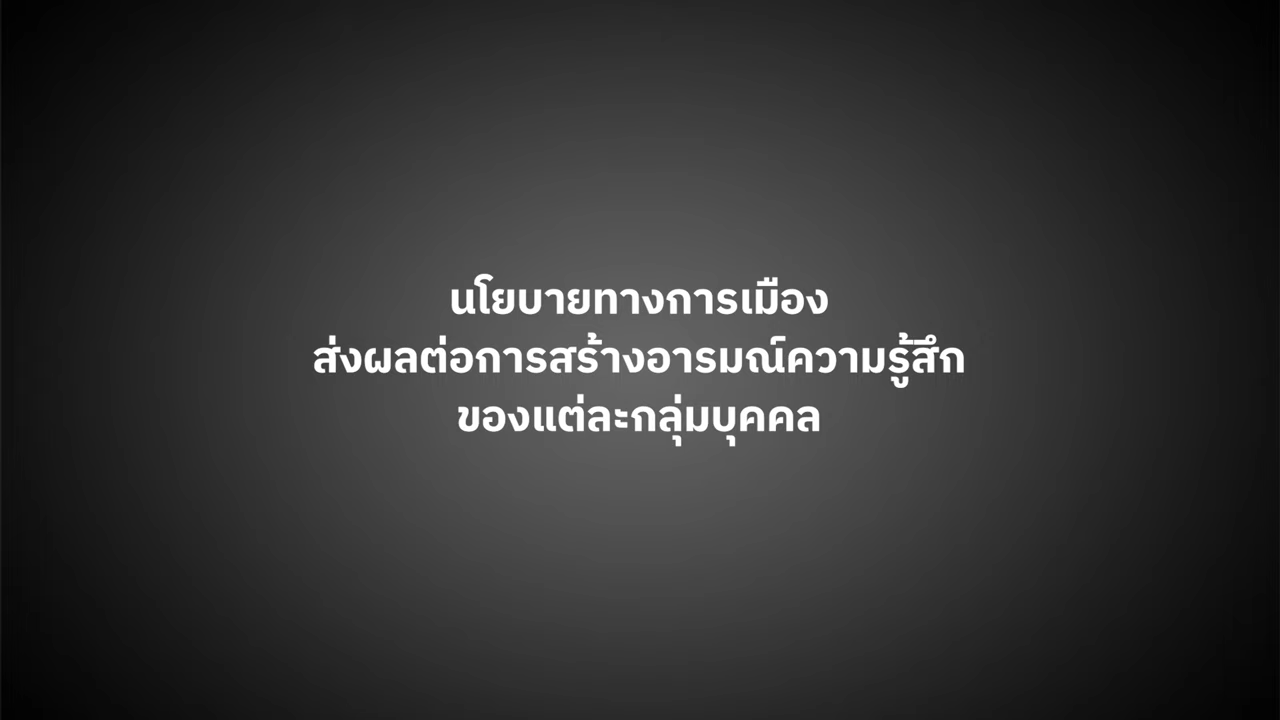 นโยบายทางการเมือง
ส่งผลต่อการสร้างอารมณ์ความรู้สึก
ของแต่ละกลุ่มบุคคล